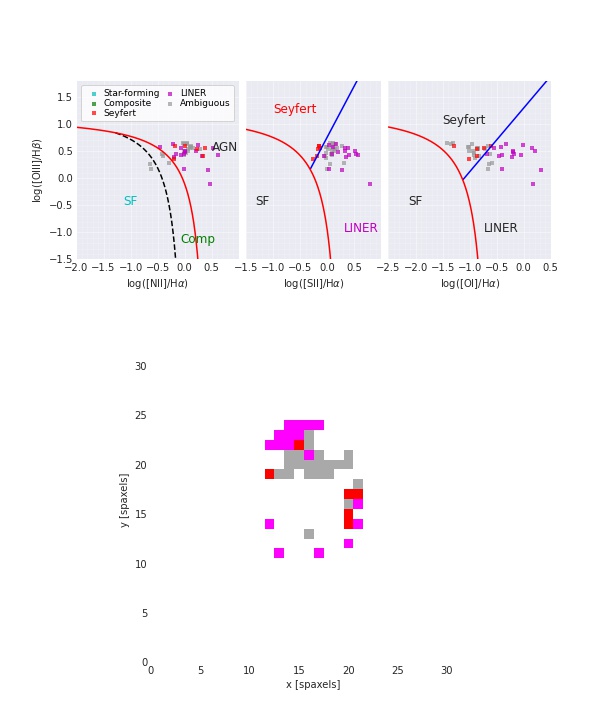 Star-forming LINER
Composite Ambiguous
Seyfert
1.5
1.0
0.5
0.0
−0.5
−1.0
−1.5
log([OIII]/Hβ)
AGN
SF
Comp
−2.0 −1.5 −1.0 −0.5 0.0 0.5
log([NII]/Hα)
Seyfert
SF
LINER
−1.5 −1.0 −0.5 0.0 0.5
log([SII]/Hα)
Seyfert
SF
LINER
−2.5 −2.0 −1.5 −1.0 −0.5 0.0 0.5
log([OI]/Hα)
30
25
20
15
10
5
0
y [spaxels]
0 5 10 15 20 25 30
x [spaxels]